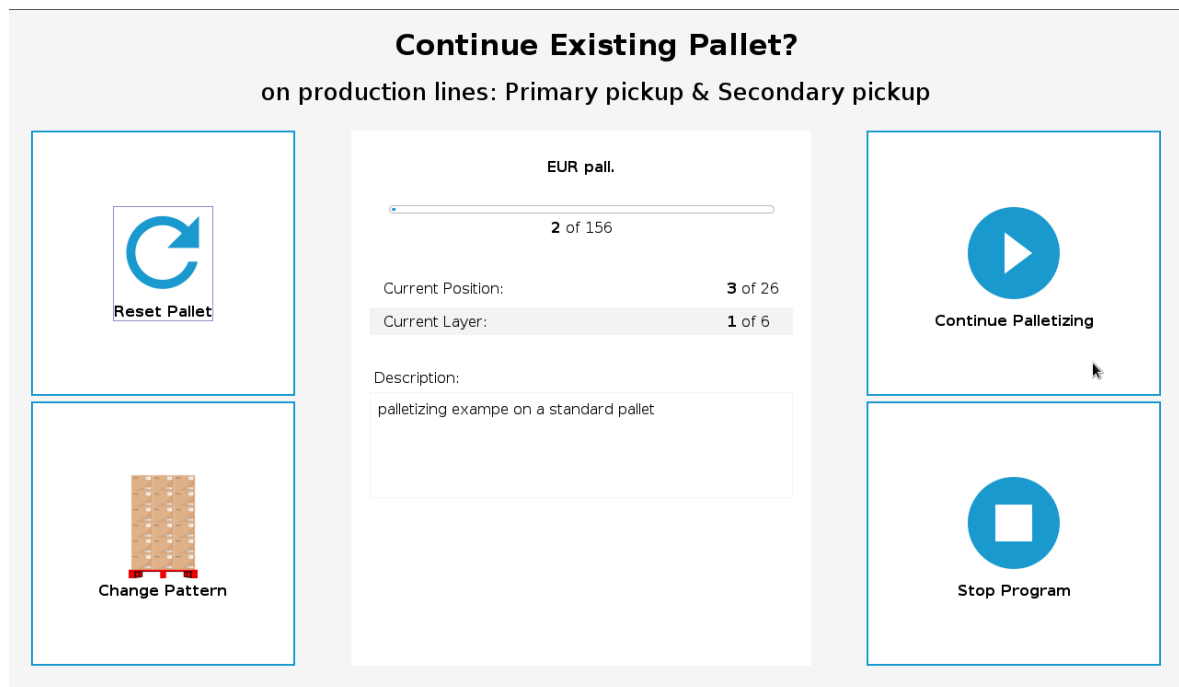 Continue Existing Pallet?
on production lines: Primary pickup & Secondary pickup
Reset Pallet
Change Pattern
EUR pall.
2 of 156
Current Position: 3 of 26
Current Layer: 1 of 6
Description:
palletizing exampe on a standard pallet
Continue Palletizing
Stop Program